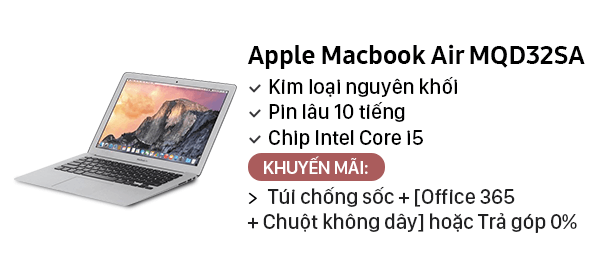 Apple Macbook Air MQD32SA
Kim loại nguyên khối
Pin lâu 10 tiếng
Chip Intel Core i5
KHUYẾN MÃI:
> Túi chống sốc + [Office 365
+ Chuột không dây] hoặc Trả góp 0%